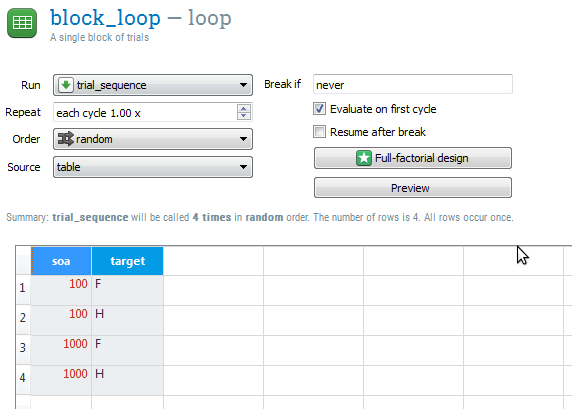 block_loop – loop
A single block of trials
Run trial_sequence Break if never
Repeat each cycle 1.00 x Evaluate on first cycle
Order random Resume after break
Source table Full-factorial design
Preview
Summary: trial_sequence will be called 4 times in random order. The number of rows is 4. All rows occur once.
soa target
1 100 F
2 100 H
3 1000 F
4 1000 H